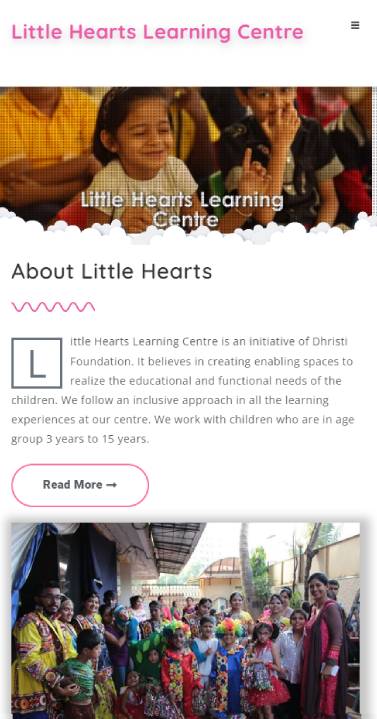 Little Hearts Learning Centre
Little Hearts Learning
Centre
About Little Hearts
Little Hearts Learning Centre is an initiative of Dhristi
Foundation. It believes in creating enabling spaces to
realize the educational and functional needs of the
children. We follow an inclusive approach in all the learning
experiences at our centre. We work with children who are in age
group 3 years to 15 years.
Read More →